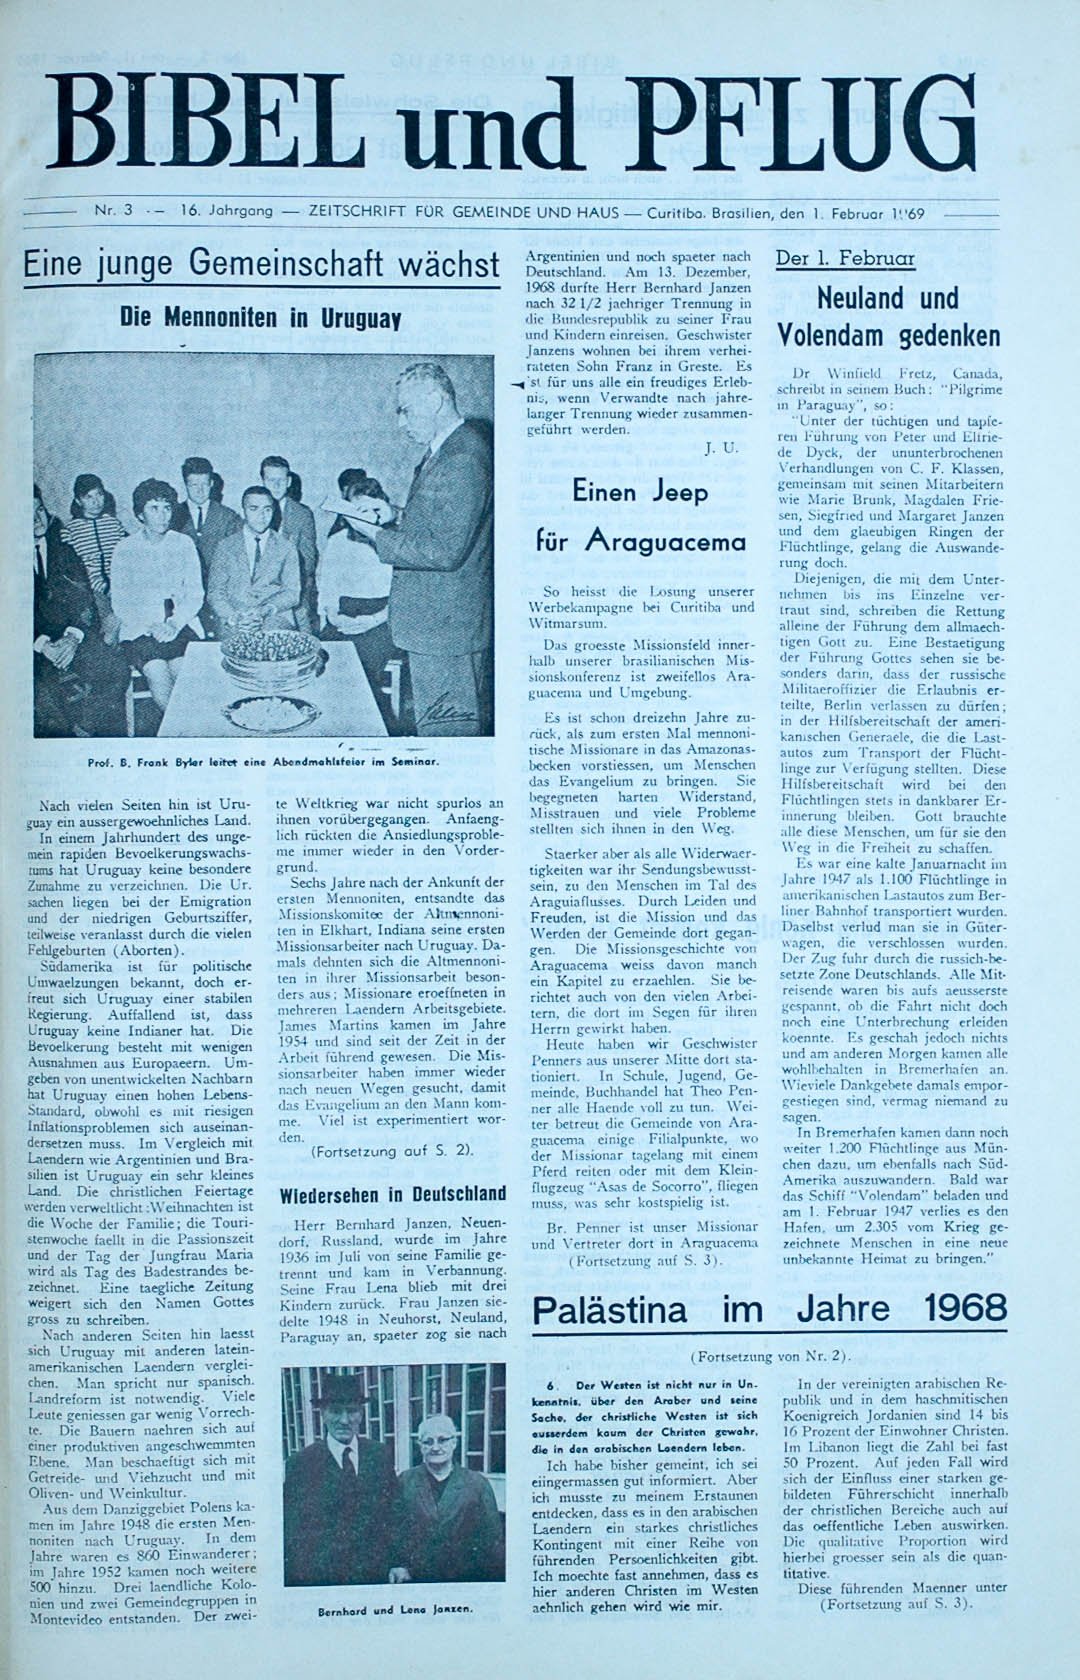 BIBEL und PFLUG
Nr. 3 -— 16. Jahrgang — ZEITSCHRIFT FÜR GEMEINDE UND HAUS — Curitiba. Brasilien, den 1. Februar 1!'69
Eine junge Gemeinschaft wächst
Die Mennoniten in Uruguay
Prof. B. Frank Byler leitet eine Abendmahlsfeier im Seminar.
Nach vielen Seiten hin ist Uru-
guay ein aussergewoehnliches Land.
In einem Jahrhundert des unge-
mein rapiden Bevoelkerungswachs-
tums hat Uruguay keine besondere
Zunahme zu verzeichnen. Die Ur.
sachen liegen bei der Emigration
und der niedrigen Geburtsziffer,
teilweise veranlasst durch die vielen
Fehlgeburten (Aborten).
Südamerika ist für politische
Umwaelzungen bekannt, doch er-
freut sich Uruguay einer stabilen
Regierung. Auffallend ist, dass
Uruguay keine Indianer hat. Die
Bevoelkerung besteht mit wenigen
Ausnahmen aus Europaeern. Um-
geben von unentwickelten Nachbarn
hat Uruguay einen hohen Lebens-
Standard, obwohl es mit riesigen
Inflationsproblemen sich auseinan-
dersetzen muss. Im Vergleich mit
Laendern wie Argentinien und Bra-
silien ist Uruguay ein sehr kleines
Land. Die christlichen Feiertage
werden verweltlicht :Weihnachten ist
die Woche der Familie; die Touri-
stenwoche faellt in die Passionszeit
und der Tag der Jungfrau Maria
wird als Tag des Badestrandes be-
zeichnet. Eine taegliche Zeitung
weigert sich den Namen Gottes
gross zu schreiben.
Nach anderen Seiten hin laesst
sich Uruguay mit anderen latein-
amerikanischen Laendern verglei-
chen. Man spricht nur spanisch.
Landreform ist notwendig. Viele
Leute geniessen gar wenig Vorrech-
te. Die Bauern naehren sich auf
einer produktiven angeschwemmten
Ebene. Man beschaeftigt sich mit
Getreide- und Viehzucht und mit
Oliven- und Weinkultur.
Aus dem Danziggebiet Polens ka-
men im Jahre 1948 die ersten Men-
noniten nach Uruguay. In dem
Jahre waren es 860 Einwanderer;
im Jahre 1952 kamen noch weitere
500 hinzu. Drei laendliche Kolo-
nien und zwei Gemeindegruppen in
Montevideo entstanden. Der zwei-
te Weltkrieg war nicht spurlos an
ihnen vorübergegangen. Anfaeng-
lich rückten die Ansiedlungsproble-
me immer wieder in den Vorder-
grund.
Sechs Jahre nach der Ankunft der
ersten Mennoniten, entsandte das
Missionskomitee der Altmennoni-
ten in Elkhart, Indiana seine ersten
Missionsarbeiter nach Uruguay. Da-
mals dehnten sich die Altmennoni-
ten in ihrer Missionsarbeit beson-
ders aus; Missionare eroeffneten in
mehreren Laendern Arbeitsgebiete.
James Martins kamen im Jahre
1954 und sind seit der Zeit in der
Arbeit führend gewesen. Die Mis-
sionsarbeiter haben immer wieder
nach neuen Wegen gesucht, damit
das Evangelium an den Mann kom-
me. Viel ist experimentiert wor-
den.
(Fortsetzung auf S. 2).
Wiedersehen in Deutschland
Herr Bernhard Janzen, Neuen-
dorf, Russland, wurde im Jahre
1936 im Juli von seine Familie ge-
trennt und kam in Verbannung.
Seine Frau Lena blieb mit drei
Kindern zurück. Frau Janzen sie-
delte 1948 in Neuhorst, Neuland,
Paraguay an, spaeter zog sie nach
Bernhard und Lena Janzen.
Argentinien und noch spaeter nach
Deutschland. Am 13. Dezember,
1968 durfte Herr Bernhard Janzen
nach 32 1/2 jaehriger Trennung in
die Bundesrepublik zu seiner Frau
und Kindern einreisen. Geschwister
Janzens wohnen bei ihrem verhei-
rateten Sohn Franz in Greste. Es
ist für uns alle ein freudiges Erleb-
nis, wenn Verwandte nach jahre-
langer Trennung wieder zusammen-
geführt werden.
J. U.
Einen Jeep
für Araguacema
So heisst die Losung unserer
Werbekampagne bei Curitiba und
Witmarsum.
Das groesste Missionsfeld inner-
halb unserer brasilianischen Mis-
sionskonferenz ist zweifellos Ara-
guacema und Umgebung.
Es ist schon dreizehn Jahre zu-
rück, als zum ersten Mal mennoni-
tische Missionare in das Amazonas-
becken vorstiessen, um Menschen
das Evangelium zu bringen. Sie
begegneten harten Widerstand,
Misstrauen und viele Probleme
stellten sich ihnen in den Weg.
Staerker aber als alle Widerwaer-
tigkeiten war ihr Sendungsbewusst-
sein, zu den Menschen im Tal des
Araguiaflusses. Durch Leiden und
Freuden, ist die Mission und das
Werden der Gemeinde dort gegan-
gen. Die Missionsgeschichte von
Araguacema weiss davon manch
ein Kapitel zu erzaehlen. Sie be-
richtet auch von den vielen Arbei-
tern, die dort im Segen für ihren
Herrn gewirkt haben.
Heute haben wir Geschwister
Penners aus unserer Mitte dort sta-
tioniert. In Schule, Jugend, Ge-
meinde, Buchhandel hat Theo Pen-
ner alle Haende voll zu tun. Wei-
ter betreut die Gemeinde von Ara-
guacema einige Filialpunkte, wo
der Missionar tagelang mit einem
Pferd reiten oder mit dem Klein-
flugzeug "Asas de Socorro", fliegen
muss, was sehr kostspielig ist.
Br. Penner ist unser Missionar
und Vertreter dort in Araguacema
(Fortsetzung auf S. 3).
Der 1. Februar
Neuland und
Volendam gedenken
Dr Winfield Fretz, Canada,
schreibt in seinem Buch: "Pilgrime
in Paraguay", so:
"Unter der tüchtigen und tapfe-
ren Führung von Peter und Elfrie-
de Dyck, der ununterbrochenen
Verhandlungen von C. F. Klassen,
gemeinsam mit seinen Mitarbeitern
wie Marie Brunk, Magdalen Frie-
sen, Siegfried und Margaret Janzen
und dem glaeubigen Ringen der
Flüchtlinge, gelang die Auswande-
rung doch.
Diejenigen, die mit dem Unter-
nehmen bis ins Einzelne ver-
traut sind, schreiben die Rettung
alleine der Führung dem allmaech-
tigen Gott zu. Eine Bestaetigung
der Führung Gottes sehen sie be-
sonders darin, dass der russische
Militaeroffizier die Erlaubnis er-
teilte, Berlin verlassen zu dürfen;
in der Hilfsbereitschaft der ameri-
kanischen Generaele, die die Last-
autos zum Transport der Flücht-
linge zur Verfügung stellten. Diese
Hilfsbereitschaft wird bei den
Flüchtlingen stets in dankbarer Er-
innerung bleiben. Gott brauchte
alle diese Menschen, um für sie den
Weg in die Freiheit zu schaffen.
Es war eine kalte Januarnacht im
Jahre 1947 als 1.100 Flüchtlinge in
amerikanischen Lastautos zum Ber-
liner Bahnhof transportiert wurden.
Daselbst verlud man sie in Güter-
wagen, die verschlossen wurden.
Der Zug fuhr durch die russich-be-
setzte Zone Deutschlands. Alle Mit-
reisende waren bis aufs aeusserste
gespannt, ob die Fahrt nicht doch
noch eine Unterbrechung erleiden
koennte. Es geschah jedoch nichts
und am anderen Morgen kamen alle
wohlbehalten in Bremerhafen an.
Wieviele Dankgebete damals empor-
gestiegen sind, vermag niemand zu
sagen.
In Bremerhafen kamen dann noch
weiter 1.200 Flüchtlinge aus Mün-
chen dazu, um ebenfalls nach Süd-
Amerika auszuwandern. Bald war
das Schiff "Volendam" beladen und
am 1. Februar 1947 verlies es den
Hafen, um 2.305 vom Krieg ge-
zeichnete Menschen in eine neue
unbekannte Heimat zu bringen."
Palästina im Jahre 1968
(Fortsetzung von Nr. 2).
6. Der Westen ist nicht nur in Un-
kenntnis, über den Araber und seine
Sache, der christliche Westen ist sich
ausserdem kaum der Christen gewahr,
die in den arabischen Laendern leben.
Ich habe bisher gemeint, ich sei
eiingermassen gut informiert. Aber
ich musste zu meinem Erstaunen
entdecken, dass es in den arabischen
Laendern ein starkes christliches
Kontingent mit einer Reihe von
führenden Persoenlichkeiten gibt.
Ich moechte fast annehmen, dass es
hier anderen Christen im Westen
aehnlich gehen wird wie mir.
In der vereinigten arabischen Re-
publik und in dem haschmitischen
Koenigreich Jordanien sind 14 bis
16 Prozent der Einwohner Christen.
Im Libanon liegt die Zahl bei fast
50 Prozent. Auf jeden Fall wird
sich der Einfluss einer starken ge-
bildeten Führerschicht innerhalb
der christlichen Bereiche auch auf
das oeffentliche Leben auswirken.
Die qualitative Proportion wird
hierbei groesser sein als die quan-
titative.
Diese führenden Maenner unter
(Fortsetzung auf S. 3).